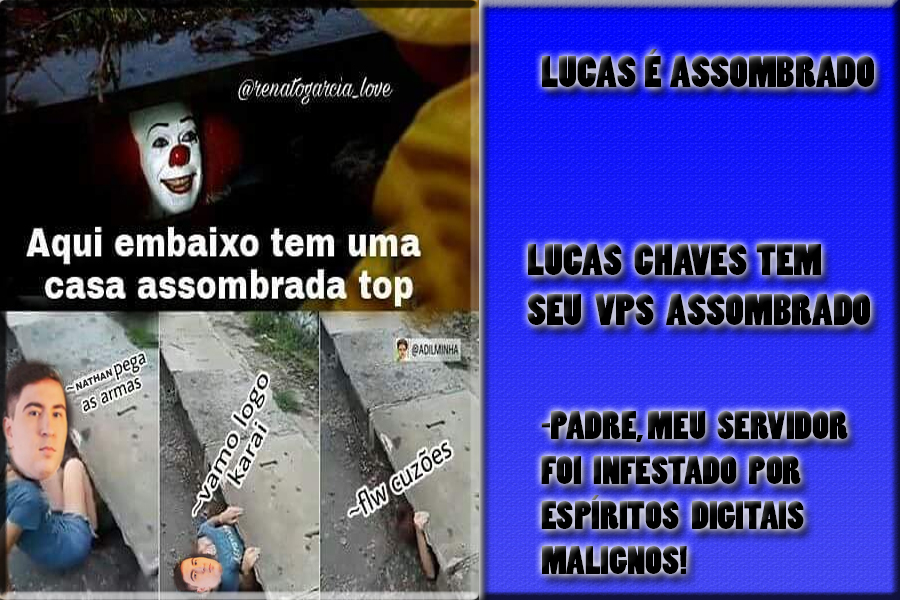 @renatogarcia_love
Aqui embaixo tem uma
casa assombrada top
~NATHAN pega
as armas
~vamo logo
karai
@ADILMINHA
~flw cuzões
LUCAS É ASSOMBRADO
LUCAS CHAVES TEM
SEU VPS ASSOMBRADO
-PADRE, MEU SERVIDOR
FOI INFESTADO POR
ESPÍRITOS DIGITAIS
MALIGNOS!